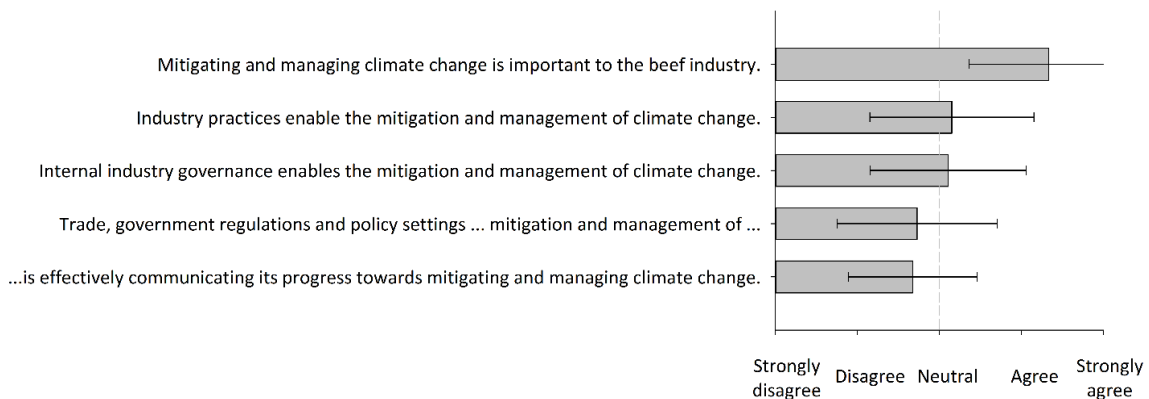 Mitigating and managing climate change is important to the beef industry.
Industry practices enable the mitigation and management of climate change.
Internal industry governance enables the mitigation and management of climate change.
Trade, government regulations and policy settings ... mitigation and management of ...
...is effectively communicating its progress towards mitigating and managing climate change.
Strongly disagree
Disagree
Neutral
Agree
Strongly agree